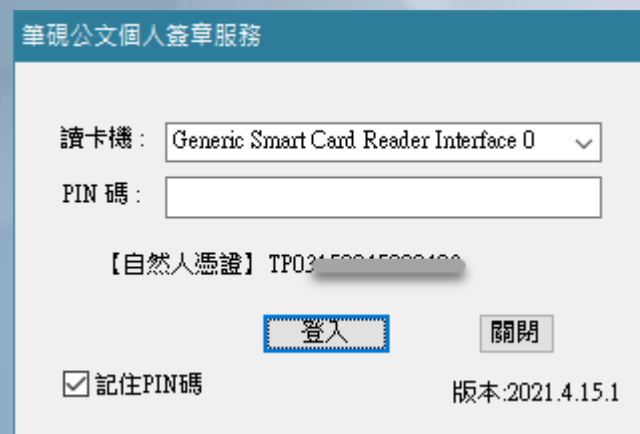 筆硯公文個人簽章服務
讀卡機： Generic Smart Card Reader Interface 0
PIN 碼：
【自然人憑證】 TP03
登入 關閉
記住PIN碼
版本:2021.4.15.1